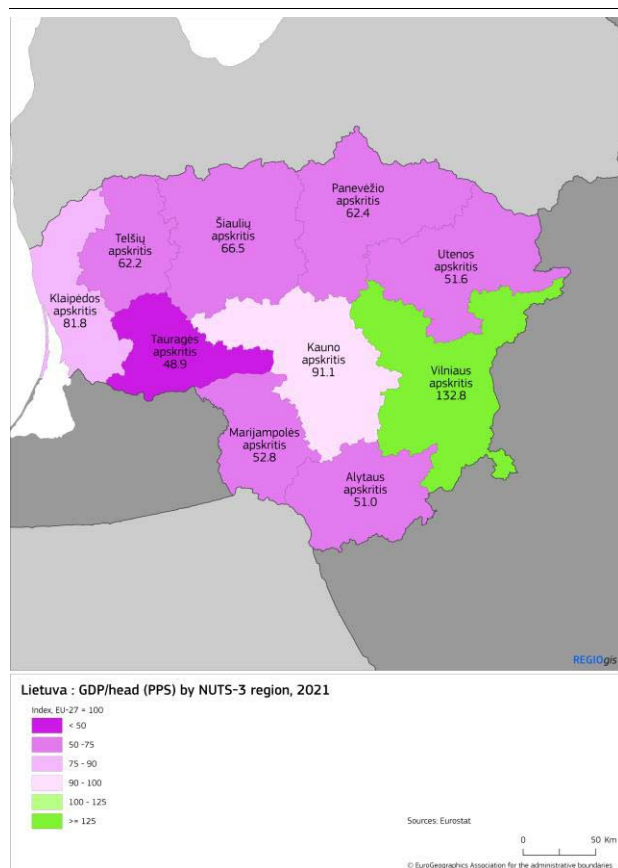 Panevėžio
apskritis
62.4
Šiaulių
apskritis
66.5
Telšių
apskritis
62.2
Utenos
apskritis
51.6
Klaipėdos
apskritis
81.8
Tauragės
apskritis
48.9
Kauno
apskritis
91.1
Vilniaus
apskritis
132.8
Marijampolės
apskritis
52.8
Alytaus
apskritis
51.0
REGIOgis
Lietuva : GDP/head (PPS) by NUTS-3 region, 2021
Index, EU-27 = 100
< 50
50 -75
75 - 90
90 - 100
100 - 125
>= 125
Sources: Eurostat
0 50 Km
© EuroGeographics Association for the administrative boundaries